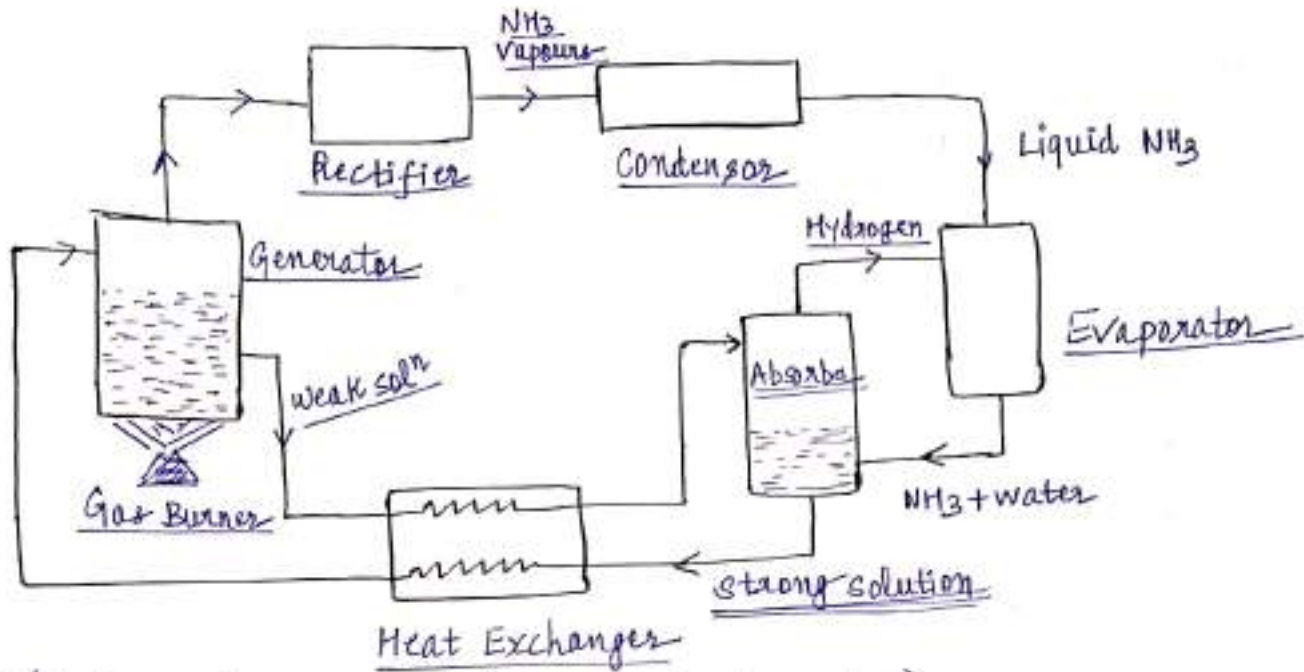 NH3
Vapours
Rectifier
Condensor
Liquid NH3
Hydrogen
Generator
Evaporator
Absorbe
weak solⁿ
Gas Burner
NH3 + water
strong solution
Heat Exchanger